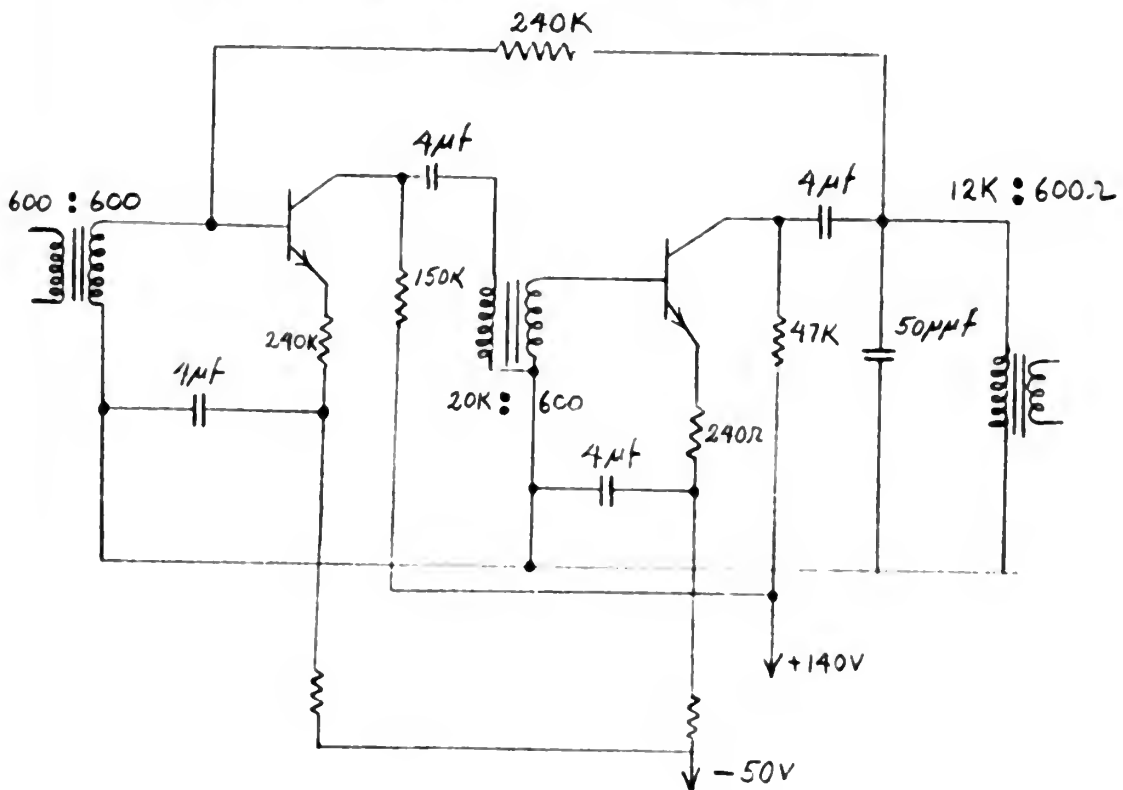 240K
4µf
4µf
12K : 600Ω
600 : 600
150K
240K
47K
50µµf
4µf
20K : 600
240Ω
4µf
+140V
-50V